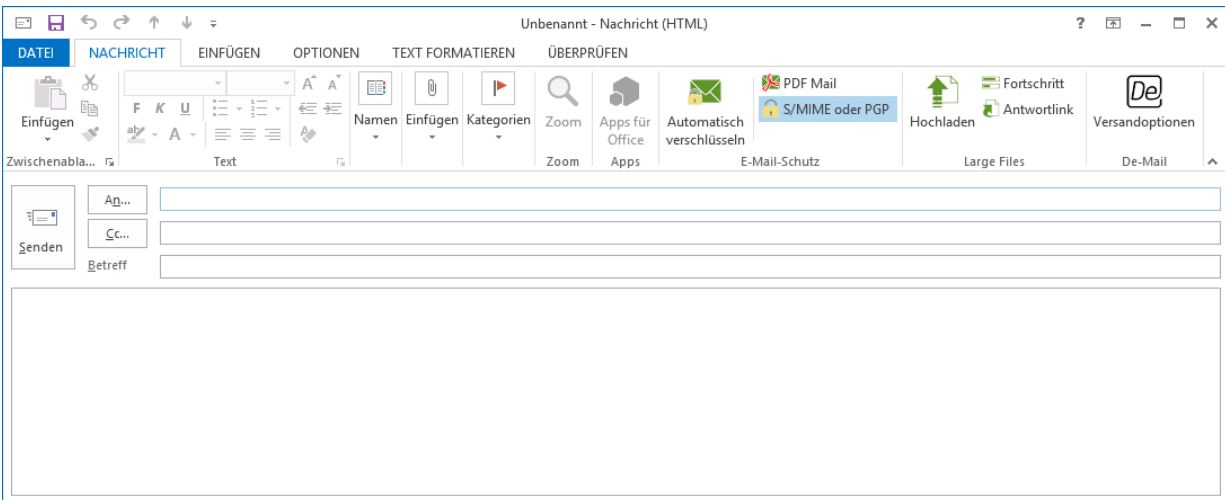 Unbenannt - Nachricht (HTML)
?
DATEI NACHRICHT EINFÜGEN OPTIONEN TEXT FORMATIEREN ÜBERPRÜFEN
Einfügen
F K U
A A
ab A
Namen Einfügen Kategorien
Zoom
Apps für
Office
Automatisch
verschlüsseln
PDF Mail
S/MIME oder PGP
Hochladen
Fortschritt
Antwortlink
De
Versandoptionen
Zwischenabla... Text Zoom Apps E-Mail-Schutz Large Files De-Mail
Senden
An...
Cc...
Betreff